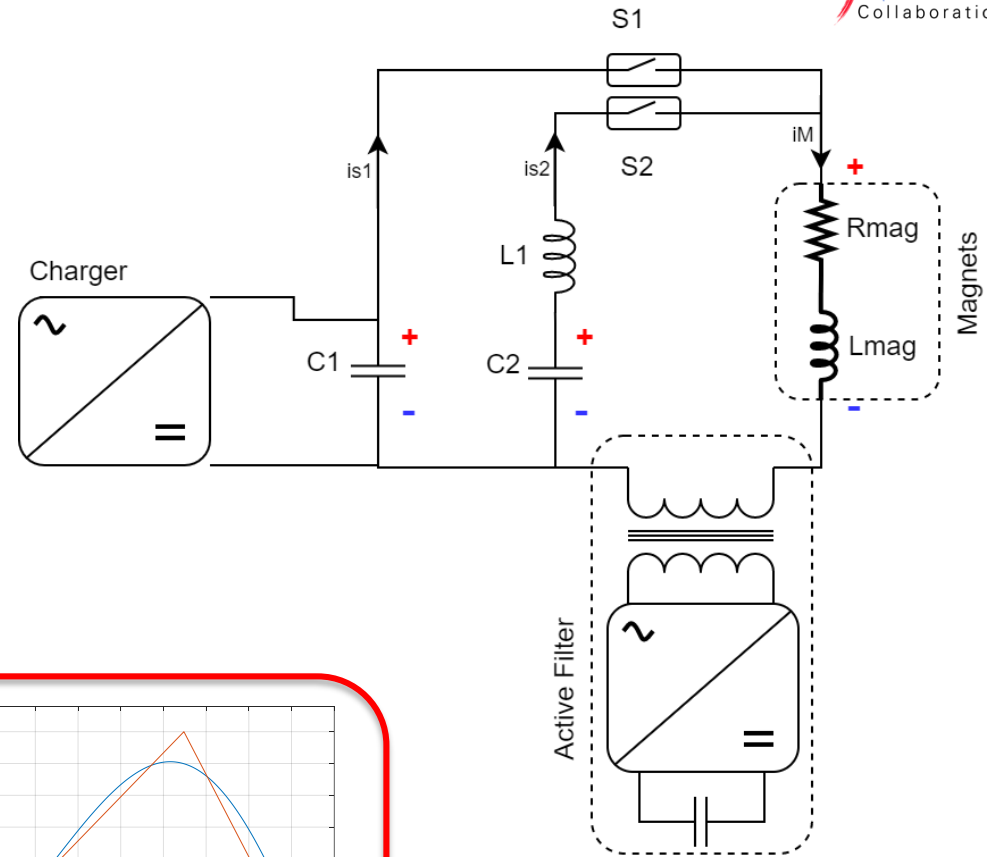 Collaboratio
S1
S2
iM
+
is1
is2
Rmag
L1
Charger
Magnets
+
+
C1
C2
Lmag
-
-
-
Active Filter